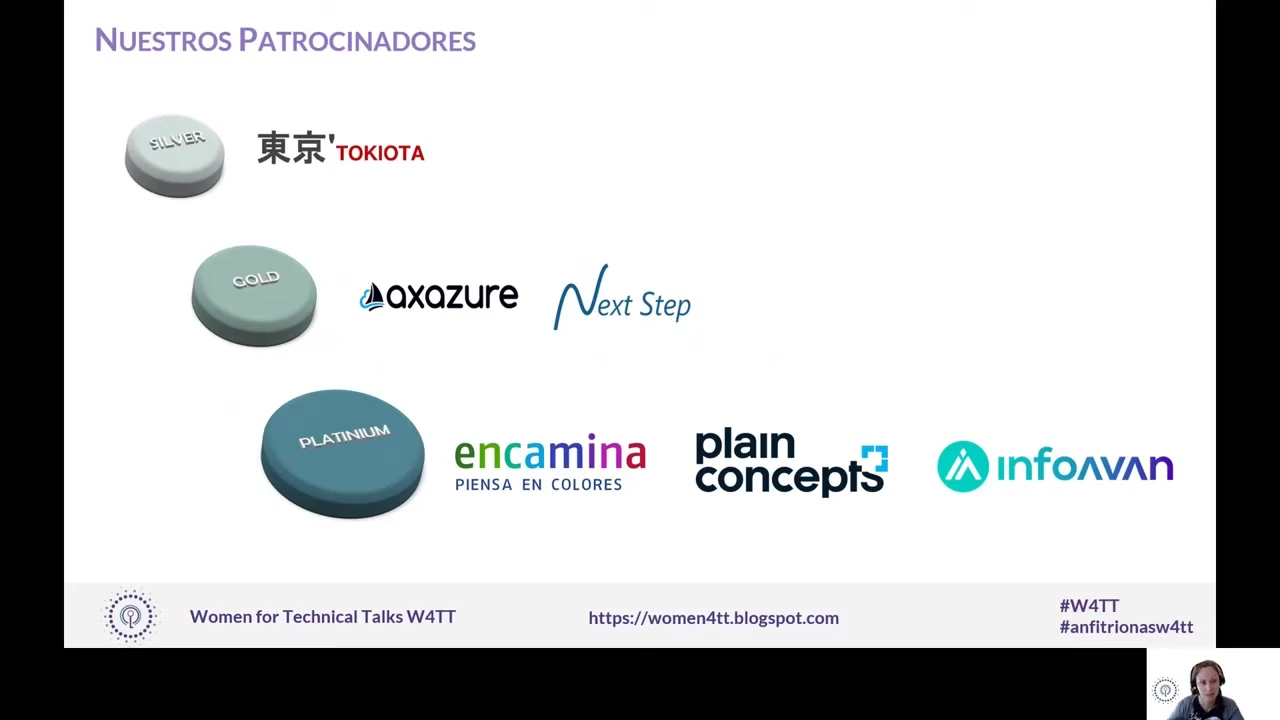 NUESTROS PATROCINADORES
SILVER
東京'TOKIOTA
GOLD
axazure
Next Step
PLATINIUM
encamina
PIENSA EN COLORES
plain
concepts
INFOAVAN
Women for Technical Talks W4TT
https://women4tt.blogspot.com
#W4TT
#anfitrionasw4tt